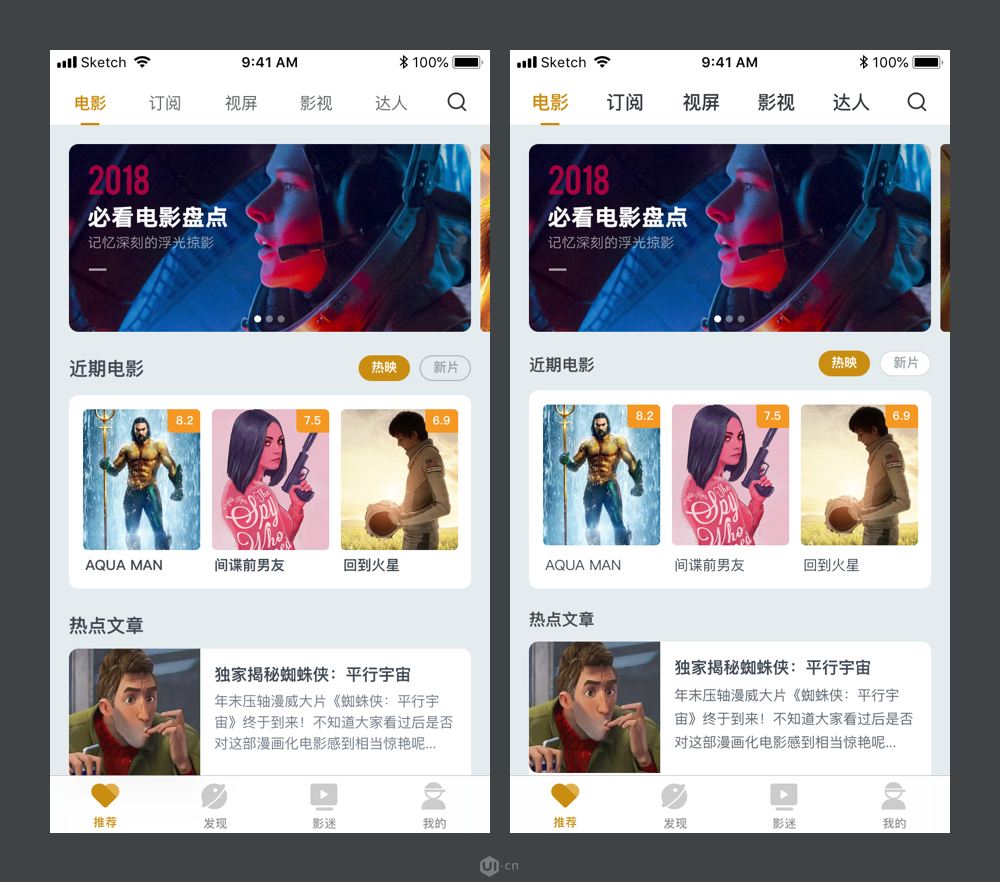 Sketch 9:41 AM 100%
电影 订阅 视屏 影视 达人
2018
必看电影盘点
记忆深刻的浮光掠影
近期电影 热映 新片
8.2 7.5 6.9
The
Spy
Who
AQUA MAN 间谍前男友 回到火星
热点文章
独家揭秘蜘蛛侠：平行宇宙
年末压轴漫威大片《蜘蛛侠：平行宇
宙》终于到来！不知道大家看过后是否
对这部漫画化电影感到相当惊艳呢...
推荐 发现 影迷 我的
Sketch 9:41 AM 100%
电影 订阅 视屏 影视 达人
2018
必看电影盘点
记忆深刻的浮光掠影
近期电影 热映 新片
8.2 7.5 6.9
The
Spy
Who
AQUA MAN 间谍前男友 回到火星
热点文章
独家揭秘蜘蛛侠：平行宇宙
年末压轴漫威大片《蜘蛛侠：平行宇
宙》终于到来！不知道大家看过后是否
对这部漫画化电影感到相当惊艳呢...
推荐 发现 影迷 我的
UI·cn